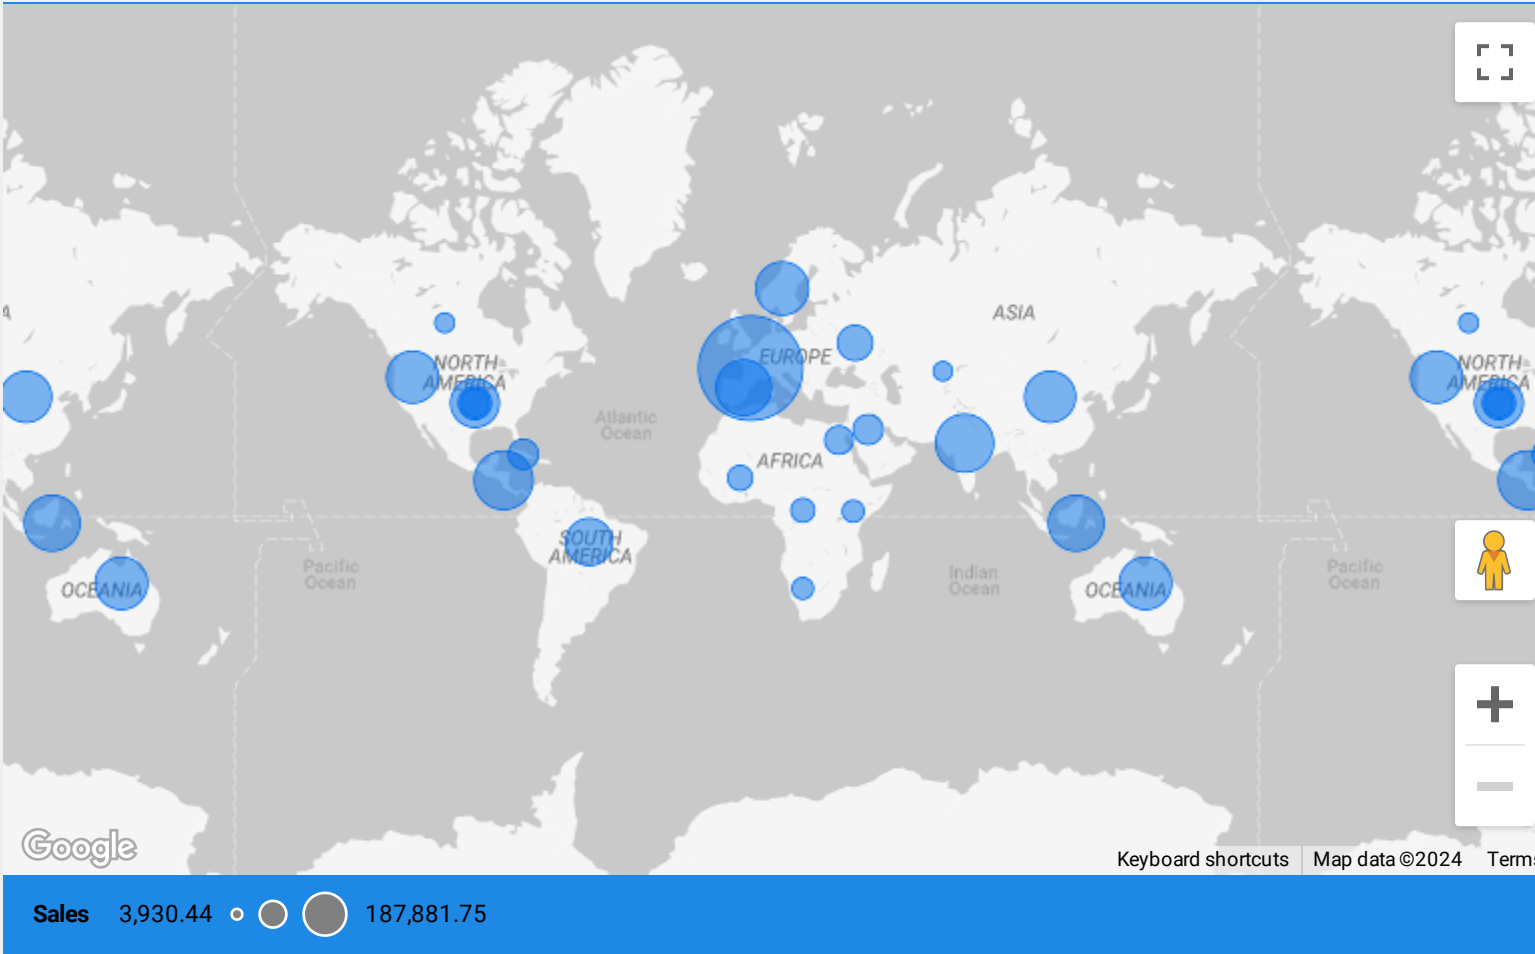 A
ASIA
NORTH
AMERICA
NORTH
AMERICA
EUROPE
Atlantic
Ocean
AFRICA
SOUTH
AMERICA
Pacific
Ocean
Indian
Ocean
Pacific
Ocean
OCEANIA
OCEANIA
Google
Keyboard shortcuts
Map data ©2024
Terms
Sales
3,930.44
187,881.75